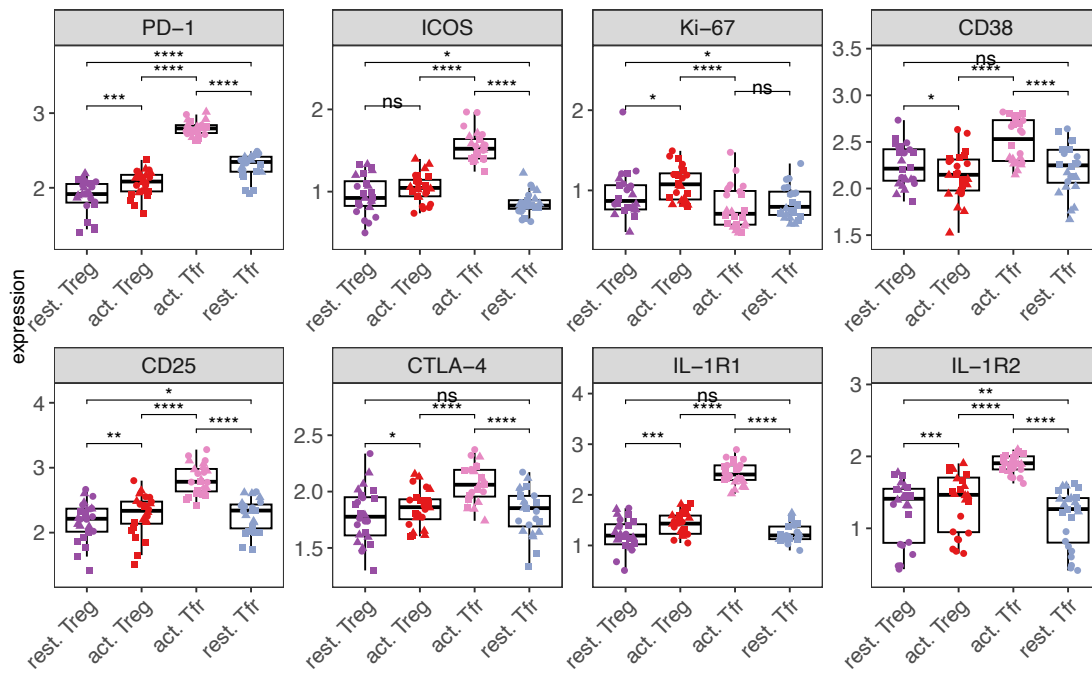 PD−1
ICOS
Ki−67
CD38
****
****
****
***
3
2
rest. Treg
act. Treg
act. Tfr
rest. Tfr
*
****
****
ns
2
1
rest. Treg
act. Treg
act. Tfr
rest. Tfr
*
****
ns
*
2
1
rest. Treg
act. Treg
act. Tfr
rest. Tfr
ns
****
****
*
3.5
3.0
2.5
2.0
1.5
rest. Treg
act. Treg
act. Tfr
rest. Tfr
expression
CD25
CTLA−4
IL−1R1
IL−1R2
*
****
****
**
4
3
2
rest. Treg
act. Treg
act. Tfr
rest. Tfr
ns
****
****
*
2.5
2.0
1.5
rest. Treg
act. Treg
act. Tfr
rest. Tfr
ns
****
****
***
4
3
2
1
rest. Treg
act. Treg
act. Tfr
rest. Tfr
**
****
****
***
3
2
1
rest. Treg
act. Treg
act. Tfr
rest. Tfr